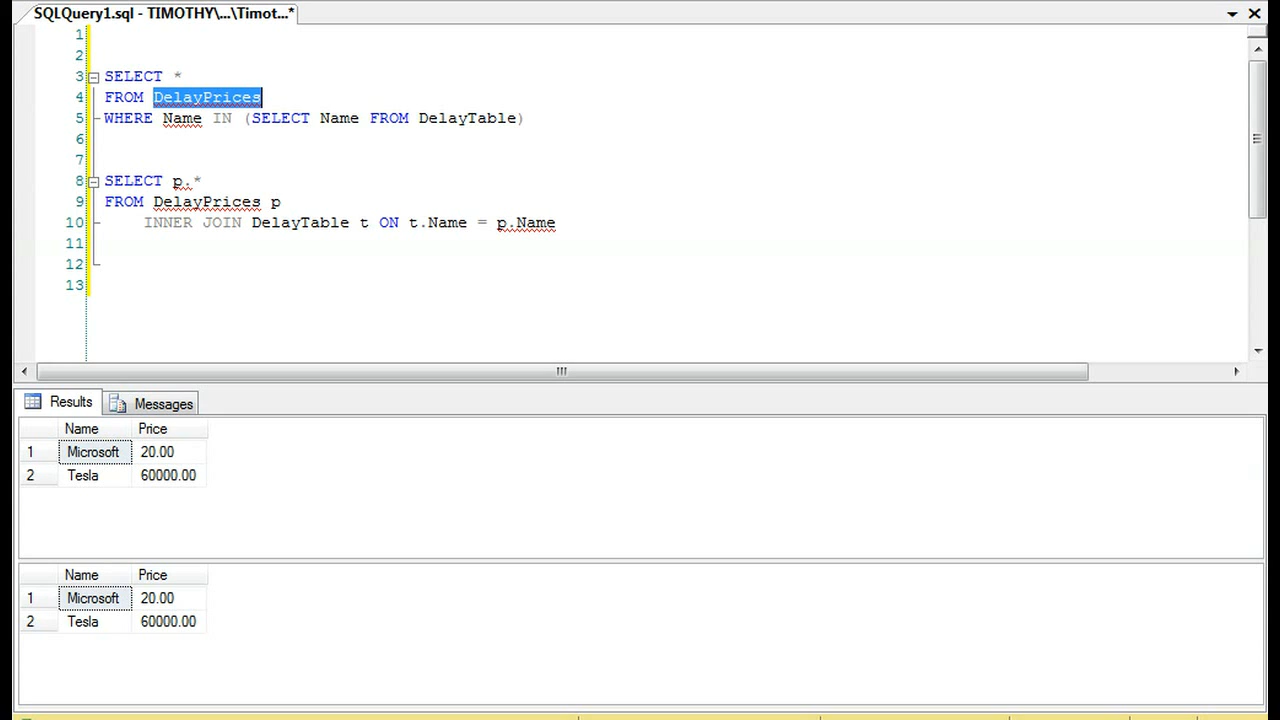 SQLQuery1.sql - TIMOTHY\...\Timot...*
1
2
3 SELECT *
4 FROM DelayPrices
5 WHERE Name IN (SELECT Name FROM DelayTable)
6
7
8 SELECT p.*
9 FROM DelayPrices p
10 INNER JOIN DelayTable t ON t.Name = p.Name
11
12
13
Results Messages
Name Price
1 Microsoft 20.00
2 Tesla 60000.00
Name Price
1 Microsoft 20.00
2 Tesla 60000.00